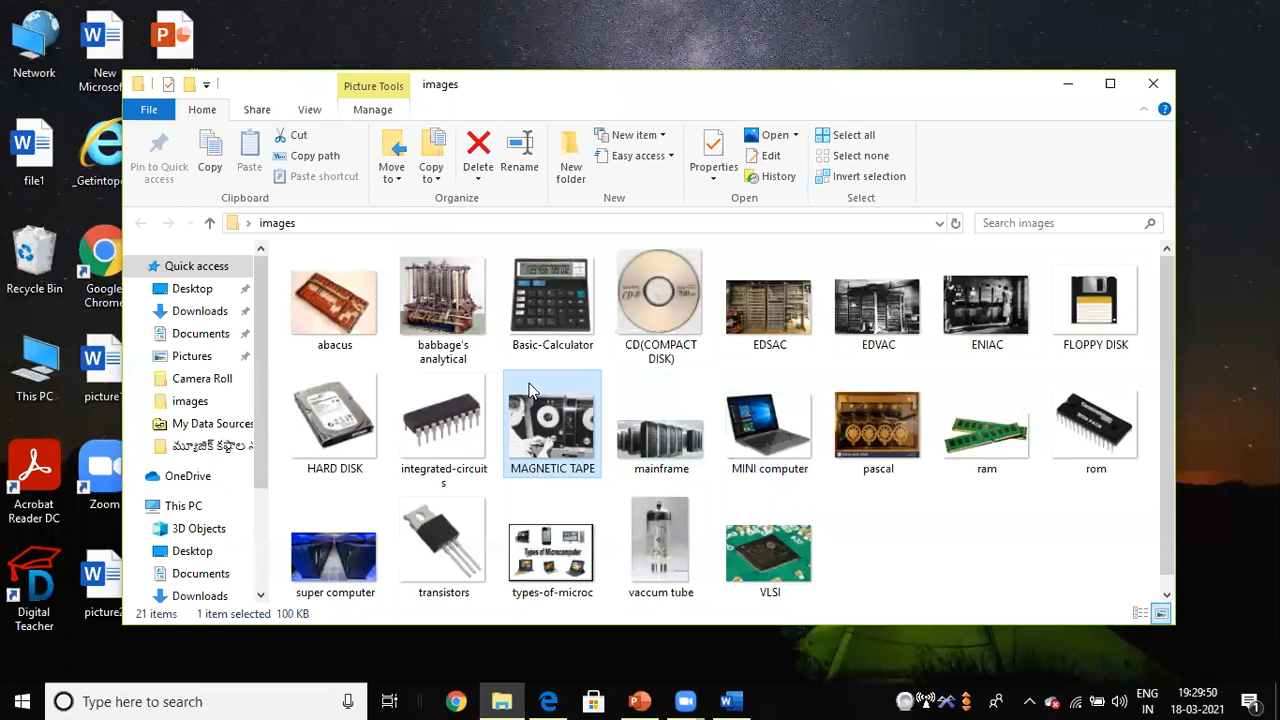 Network
New
Microsof
file1
_Getintop
Recycle Bin
Google
Chrome
This PC
picture
Acrobat
Reader DC
Zoom
Digital
Teacher
picture2
Picture Tools
images
File
Home
Share
View
Manage
Pin to Quick
access
Copy
Paste
Cut
Copy path
Paste shortcut
Clipboard
Move
to
Copy
to
Delete
Rename
Organize
New
folder
New item
Easy access
New
Properties
Open
Edit
History
Open
Select all
Select none
Invert selection
Select
images
Search images
Quick access
Desktop
Downloads
Documents
Pictures
Camera Roll
images
My Data Sources
OneDrive
This PC
3D Objects
Desktop
Documents
Downloads
abacus
babbage's
analytical
Basic-Calculator
CD(COMPACT
DISK)
EDSAC
EDVAC
ENIAC
FLOPPY DISK
HARD DISK
integrated-circuit
s
MAGNETIC TAPE
mainframe
MINI computer
pascal
ram
rom
super computer
transistors
Types of Microcomputer
types-of-microc
vaccum tube
VLSI
21 items
1 item selected
100 KB
Type here to search
ENG
IN
19:29:50
18-03-2021
1